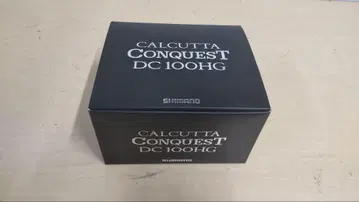 CALCUTTA
CONQUEST
DC 100HG
SHIMANO
CALCUTTA
CONQUEST
DC 100HG
SHIMANO